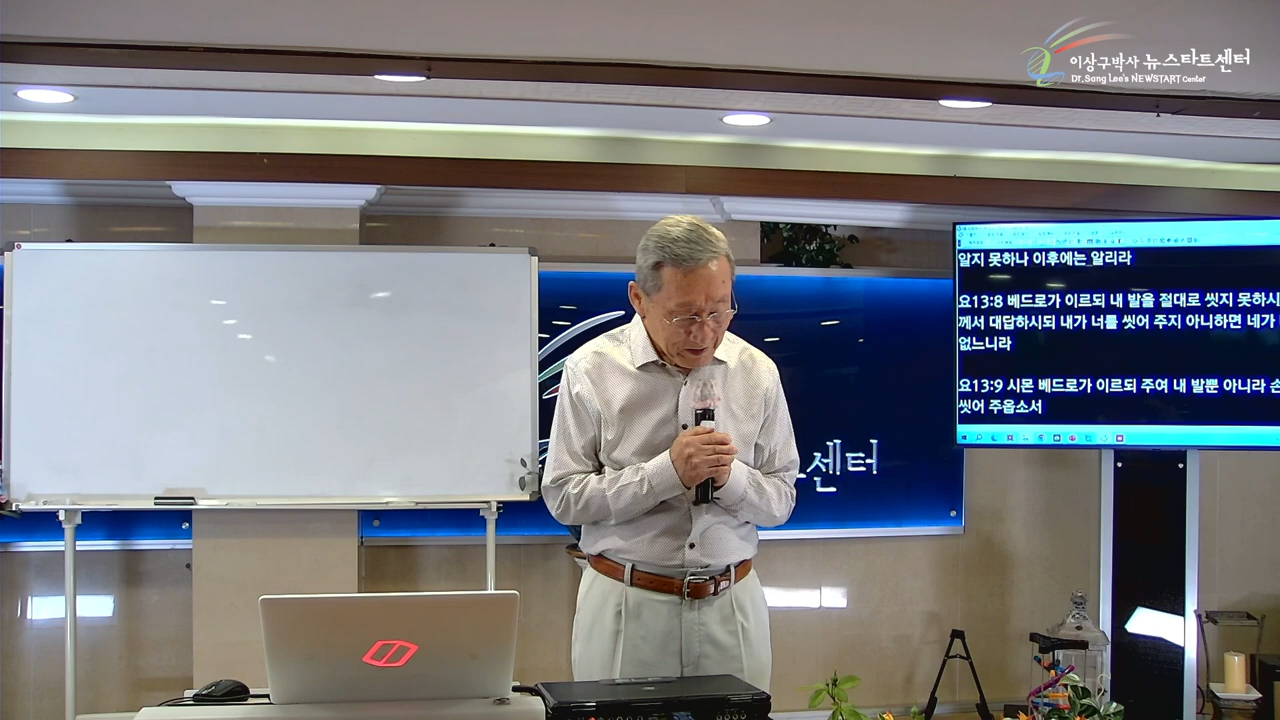 이상구박사 뉴스타트센터
Dr. Sang Lee's NEWSTART Center
알지 못하나 이후에는 알리라
요13:8 베드로가 이르되 내 발을 절대로 씻지 못하시
께서 대답하시되 내가 너를 씻어 주지 아니하면 네가
없느니라
요13:9 시몬 베드로가 이르되 주여 내 발뿐 아니라 손
씻어 주옵소서
센터